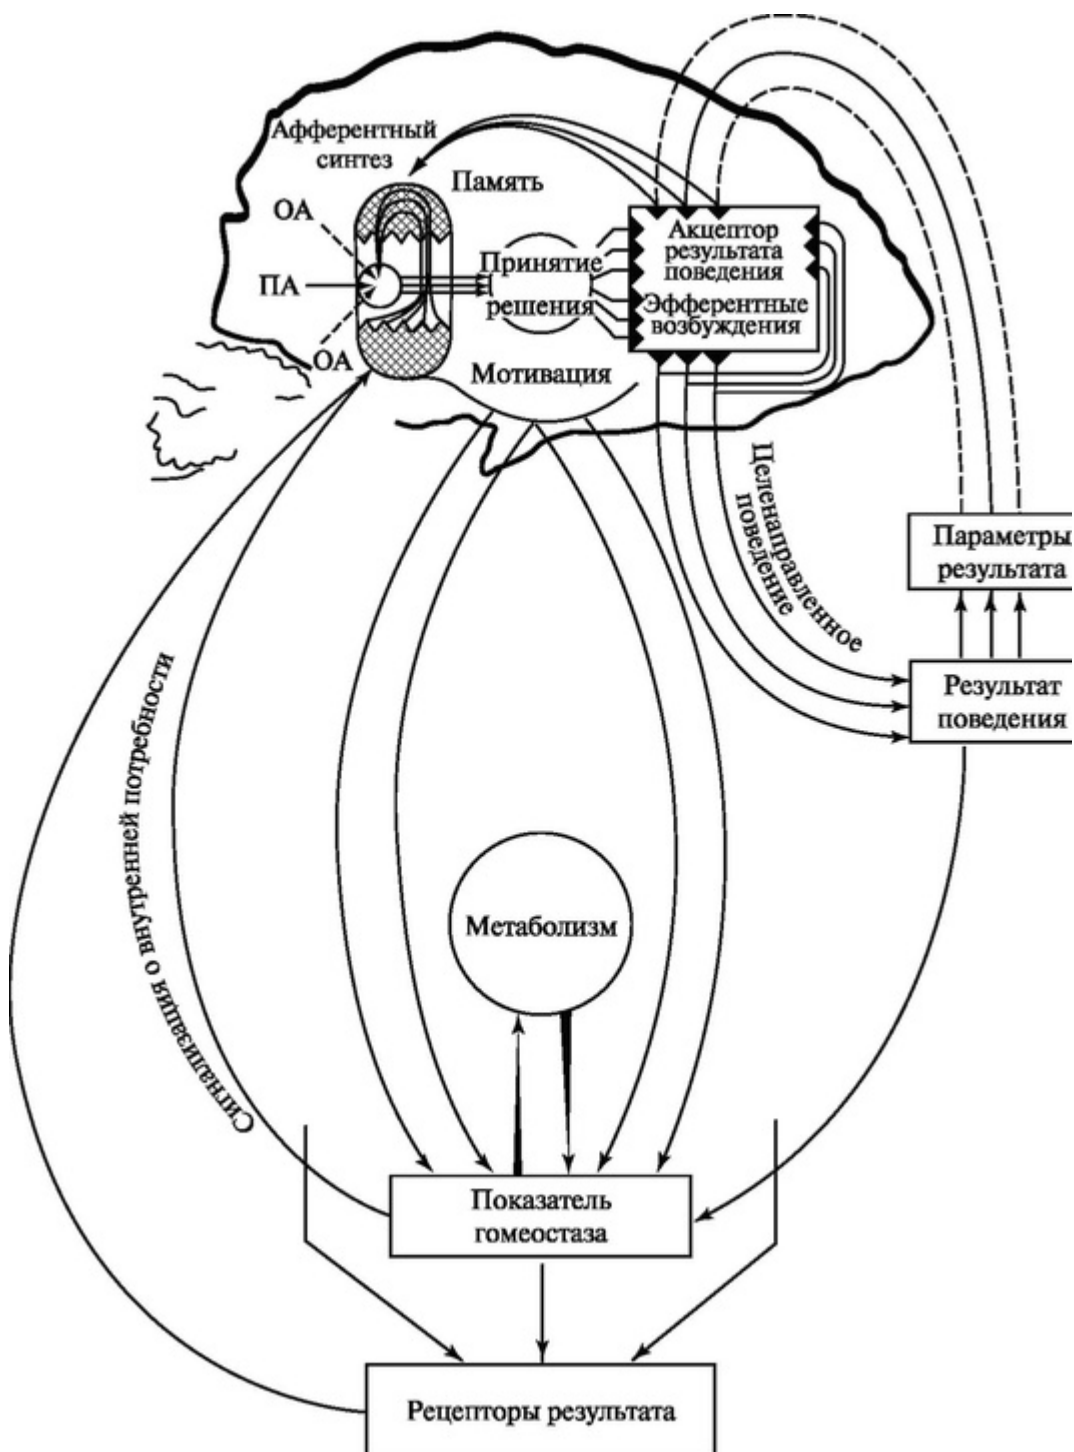 Афферентный
синтез
Память
ОА
ПА
ОА
Принятие
решения
Акцептор
результата
поведения
Эфферентные
возбуждения
Мотивация
Целенаправленное
поведение
Параметры
результата
Результат
поведения
Сигнализация о внутренней потребности
Метаболизм
Показатель
гомеостаза
Рецепторы результата